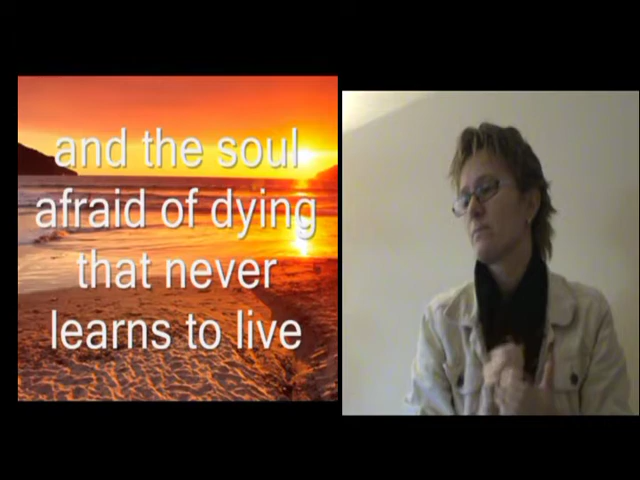 and the soul
afraid of dying
that never
learns to live